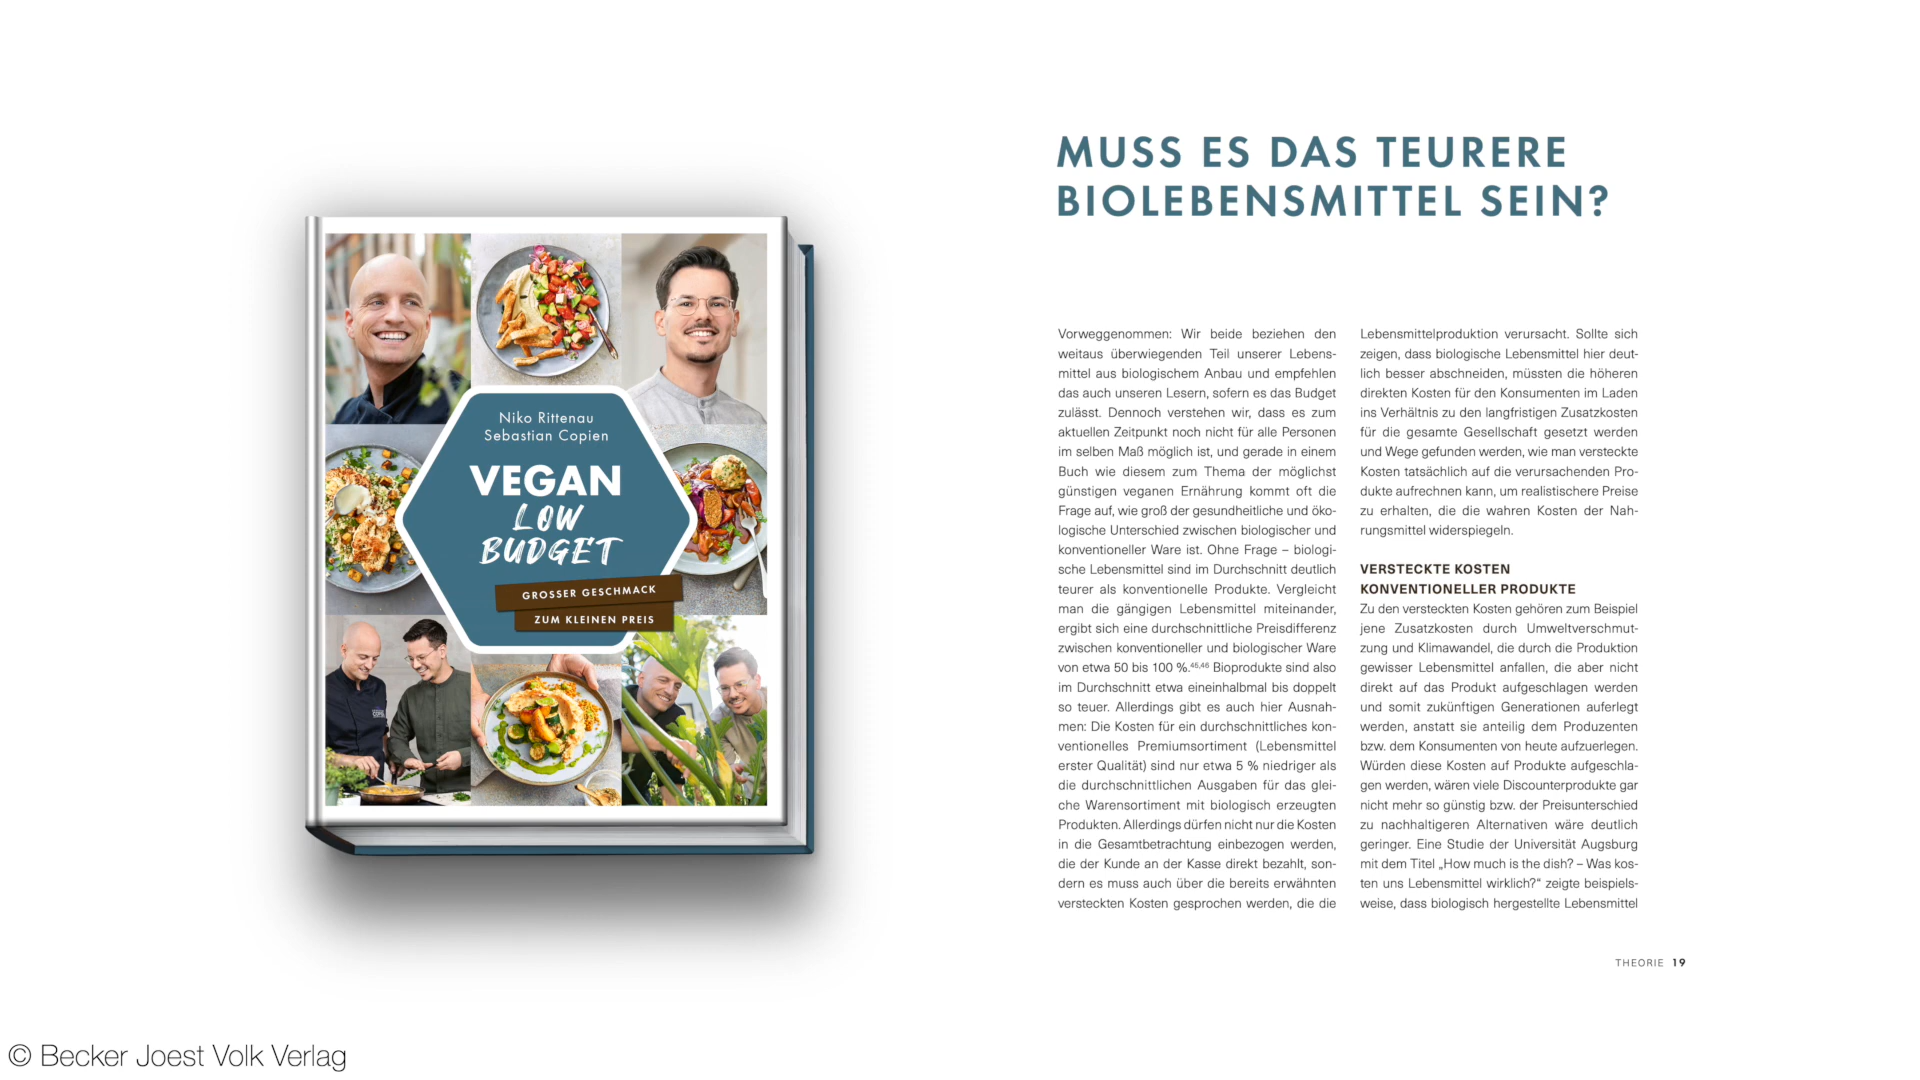 Niko Rittenau
Sebastian Copien
VEGAN
LOW
BUDGET
GROSSER GESCHMACK
ZUM KLEINEN PREIS
MUSS ES DAS TEURERE
BIOLEBENSMITTEL SEIN?
Vorweggenommen: Wir beide beziehen den
weitaus überwiegenden Teil unserer Lebens-
mittel aus biologischem Anbau und empfehlen
das auch unseren Lesern, sofern es das Budget
zulässt. Dennoch verstehen wir, dass es zum
aktuellen Zeitpunkt noch nicht für alle Personen
im selben Maß möglich ist, und gerade in einem
Buch wie diesem zum Thema der möglichst
günstigen veganen Ernährung kommt oft die
Frage auf, wie groß der gesundheitliche und öko-
logische Unterschied zwischen biologischer und
konventioneller Ware ist. Ohne Frage – biologi-
sche Lebensmittel sind im Durchschnitt deutlich
teurer als konventionelle Produkte. Vergleicht
man die gängigen Lebensmittel miteinander,
ergibt sich eine durchschnittliche Preisdifferenz
zwischen konventioneller und biologischer Ware
von etwa 50 bis 100 %.45,46 Bioprodukte sind also
im Durchschnitt etwa eineinhalbmal bis doppelt
so teuer. Allerdings gibt es auch hier Ausnah-
men: Die Kosten für ein durchschnittliches kon-
ventionelles Premiumsortiment (Lebensmittel
erster Qualität) sind nur etwa 5 % niedriger als
die durchschnittlichen Ausgaben für das glei-
che Warensortiment mit biologisch erzeugten
Produkten. Allerdings dürfen nicht nur die Kosten
in die Gesamtbetrachtung einbezogen werden,
die der Kunde an der Kasse direkt bezahlt, son-
dern es muss auch über die bereits erwähnten
versteckten Kosten gesprochen werden, die die
Lebensmittelproduktion verursacht. Sollte sich
zeigen, dass biologische Lebensmittel hier deut-
lich besser abschneiden, müssten die höheren
direkten Kosten für den Konsumenten im Laden
ins Verhältnis zu den langfristigen Zusatzkosten
für die gesamte Gesellschaft gesetzt werden
und Wege gefunden werden, wie man versteckte
Kosten tatsächlich auf die verursachenden Pro-
dukte aufrechnen kann, um realistischere Preise
zu erhalten, die die wahren Kosten der Nah-
rungsmittel widerspiegeln.
VERSTECKTE KOSTEN
KONVENTIONELLER PRODUKTE
Zu den versteckten Kosten gehören zum Beispiel
jene Zusatzkosten durch Umweltverschmut-
zung und Klimawandel, die durch die Produktion
gewisser Lebensmittel anfallen, die aber nicht
direkt auf das Produkt aufgeschlagen werden
und somit zukünftigen Generationen auferlegt
werden, anstatt sie anteilig dem Produzenten
bzw. dem Konsumenten von heute aufzuerlegen.
Würden diese Kosten auf Produkte aufgeschla-
gen werden, wären viele Discounterprodukte gar
nicht mehr so günstig bzw. der Preisunterschied
zu nachhaltigeren Alternativen wäre deutlich
geringer. Eine Studie der Universität Augsburg
mit dem Titel „How much is the dish? – Was kos-
ten uns Lebensmittel wirklich?“ zeigte beispiels-
weise, dass biologisch hergestellte Lebensmittel
THEORIE 19
© Becker Joest Volk Verlag